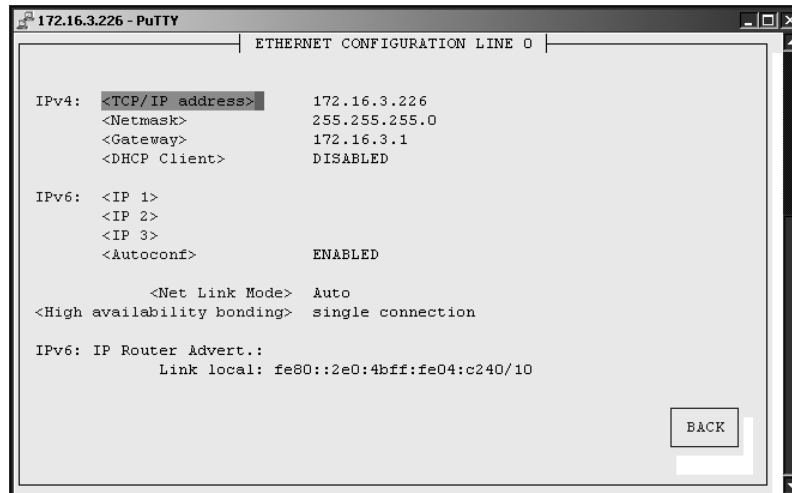 172.16.3.226 - PuTTY
ETHERNET CONFIGURATION LINE 0
IPv4: <TCP/IP address> 172.16.3.226
<Netmask> 255.255.255.0
<Gateway> 172.16.3.1
<DHCP Client> DISABLED
IPv6: <IP 1>
<IP 2>
<IP 3>
<Autoconf> ENABLED
<Net Link Mode> Auto
<High availability bonding> single connection
IPv6: IP Router Advert.:
Link local: fe80::2e0:4bff:fe04:c240/10
BACK